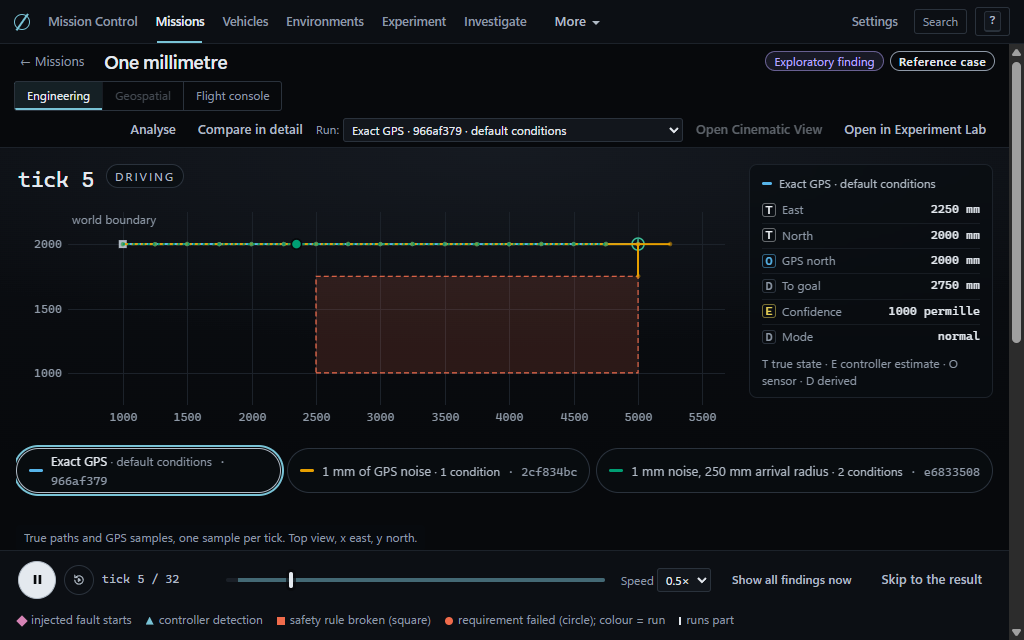 Mission Control Missions Vehicles Environments Experiment Investigate More Settings Search ?
← Missions One millimetre Exploratory finding Reference case
Engineering Geospatial Flight console
Analyse Compare in detail Run: Exact GPS · 966af379 · default conditions Open Cinematic View Open in Experiment Lab
tick 5 DRIVING
world boundary
2000
1500
1000
1000 1500 2000 2500 3000 3500 4000 4500 5000 5500
Exact GPS · default conditions
T East 2250 mm
T North 2000 mm
O GPS north 2000 mm
D To goal 2750 mm
E Confidence 1000 permille
D Mode normal
T true state · E controller estimate · O
sensor · D derived
Exact GPS · default conditions ·
966af379
1 mm of GPS noise · 1 condition · 2cf834bc
1 mm noise, 250 mm arrival radius · 2 conditions · e6833508
True paths and GPS samples, one sample per tick. Top view, x east, y north.
tick 5 / 32 Speed 0.5× Show all findings now Skip to the result
injected fault starts controller detection safety rule broken (square) requirement failed (circle); colour = run runs part